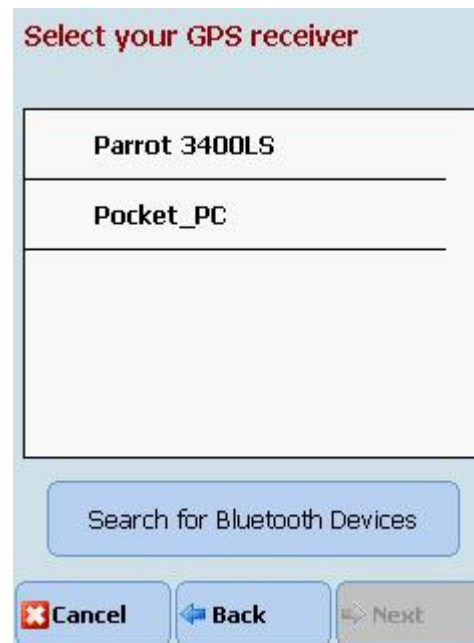 Select your GPS receiver
Parrot 3400LS
Pocket_PC
Search for Bluetooth Devices
Cancel Back Next